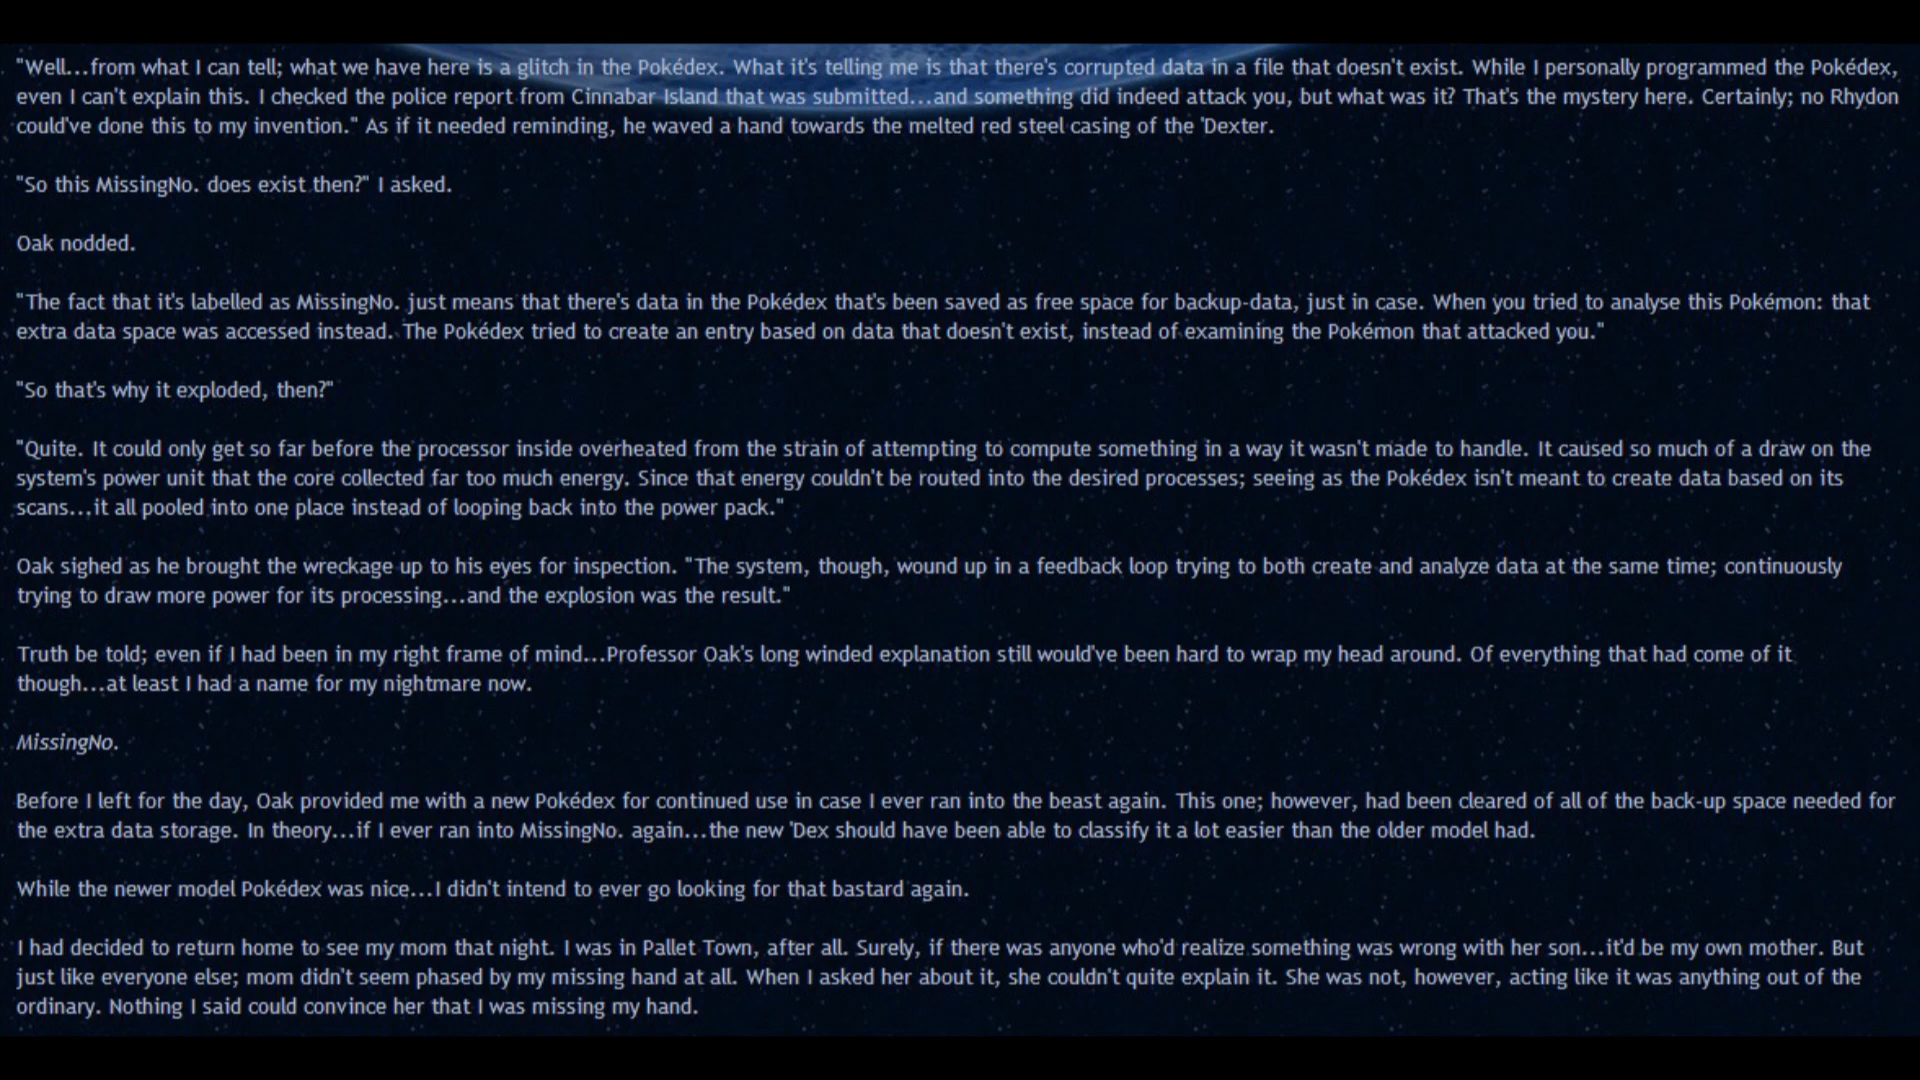 "Well...from what I can tell; what we have here is a glitch in the Pokédex. What it's telling me is that there's corrupted data in a file that doesn't exist. While I personally programmed the Pokédex,
even I can't explain this. I checked the police report from Cinnabar Island that was submitted...and something did indeed attack you, but what was it? That's the mystery here. Certainly; no Rhydon
could've done this to my invention." As if it needed reminding, he waved a hand towards the melted red steel casing of the 'Dexter.
"So this MissingNo. does exist then?" I asked.
Oak nodded.
"The fact that it's labelled as MissingNo. just means that there's data in the Pokédex that's been saved as free space for backup-data, just in case. When you tried to analyse this Pokémon: that
extra data space was accessed instead. The Pokédex tried to create an entry based on data that doesn't exist, instead of examining the Pokémon that attacked you."
"So that's why it exploded, then?"
"Quite. It could only get so far before the processor inside overheated from the strain of attempting to compute something in a way it wasn't made to handle. It caused so much of a draw on the
system's power unit that the core collected far too much energy. Since that energy couldn't be routed into the desired processes; seeing as the Pokédex isn't meant to create data based on its
scans...it all pooled into one place instead of looping back into the power pack."
Oak sighed as he brought the wreckage up to his eyes for inspection. "The system, though, wound up in a feedback loop trying to both create and analyze data at the same time; continuously
trying to draw more power for its processing...and the explosion was the result."
Truth be told; even if I had been in my right frame of mind...Professor Oak's long winded explanation still would've been hard to wrap my head around. Of everything that had come of it
though...at least I had a name for my nightmare now.
MissingNo.
Before I left for the day, Oak provided me with a new Pokédex for continued use in case I ever ran into the beast again. This one; however, had been cleared of all of the back-up space needed for
the extra data storage. In theory...if I ever ran into MissingNo. again...the new 'Dex should have been able to classify it a lot easier than the older model had.
While the newer model Pokédex was nice...I didn't intend to ever go looking for that bastard again.
I had decided to return home to see my mom that night. I was in Pallet Town, after all. Surely, if there was anyone who'd realize something was wrong with her son...it'd be my own mother. But
just like everyone else; mom didn't seem phased by my missing hand at all. When I asked her about it, she couldn't quite explain it. She was not, however, acting like it was anything out of the
ordinary. Nothing I said could convince her that I was missing my hand.